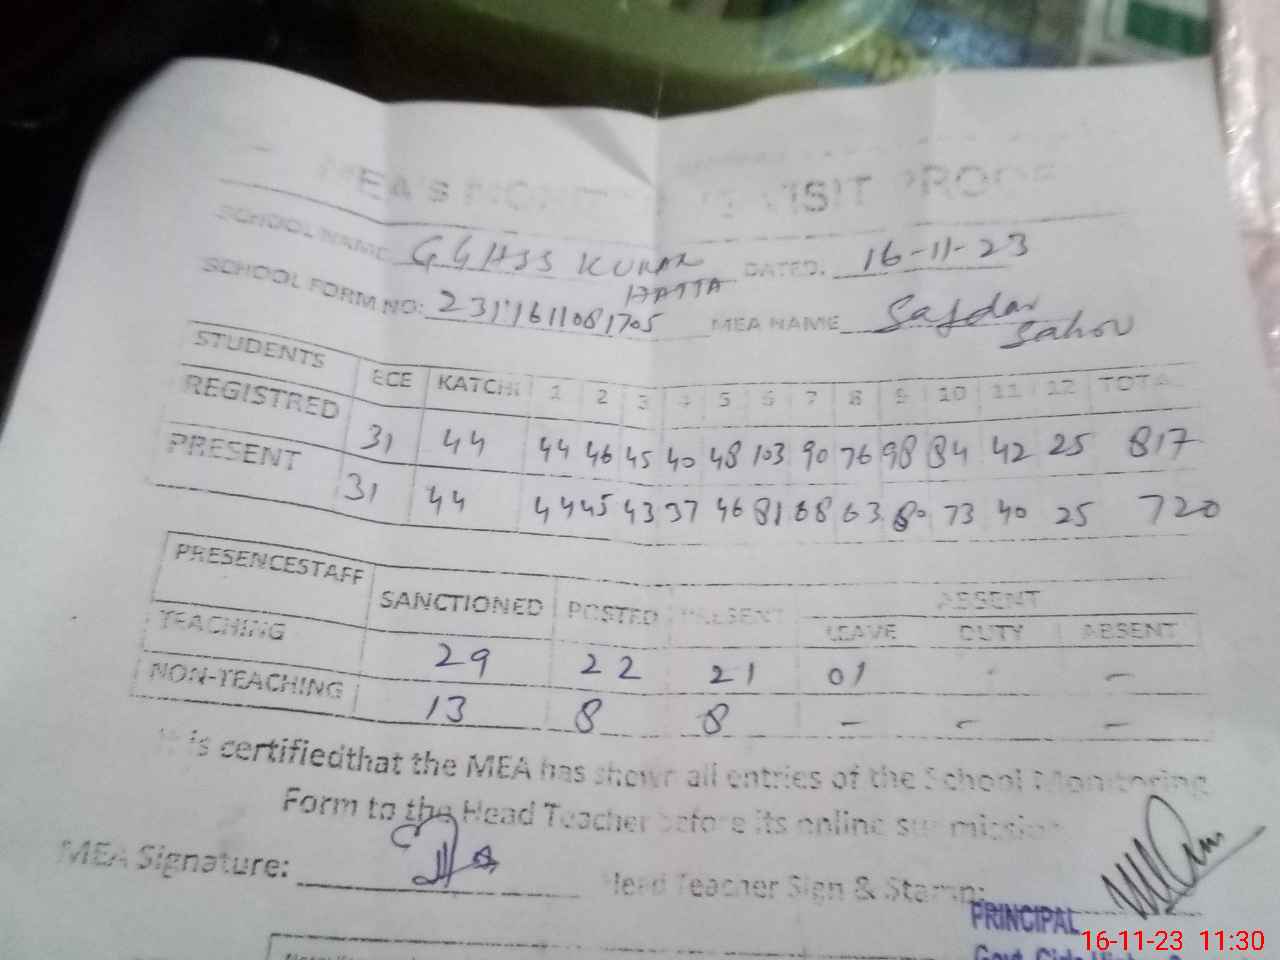 MEA'S MONITORING VISIT PROOF
SCHOOL NAME GGHSS KURAR HATTA DATED. 16-11-23
SCHOOL FORM NO: MEA NAME Safdar Sahou
STUDENTS ECE KATCHI 1 2 3 4 5 6 7 8 9 10 11 12 TOTAL
REGISTRED 31 44 44 46 45 40 48 103 90 76 98 84 42 25 817
PRESENT 31 44 44 45 43 37 46 81 68 63 80 73 40 25 720
PRESENCESTAFF SANCTIONED POSTED PRESENT ABSENT
LEAVE DUTY ABSENT
TEACHING 29 22 21 01 -
NON-TEACHING 13 8 8 - - -
It is certifiedthat the MEA has shown all entries of the School Monitoring
Form to the Head Teacher before its online submission
MEA Signature: Head Teacher Sign & Stamp:
PRINCIPAL
Govt. Girls Higher
16-11-23 11:30